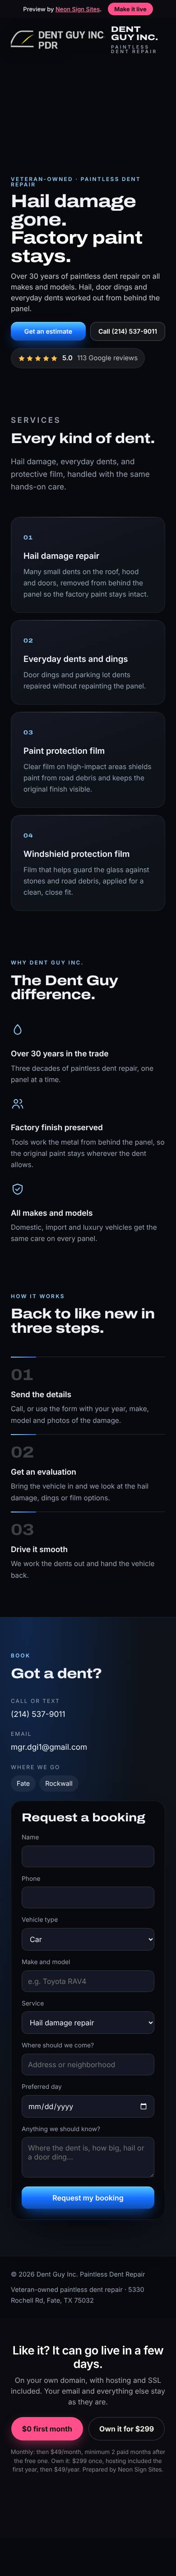 Preview by Neon Sign Sites. Make it live
DENT GUY INC
PDR
DENT
GUY INC.
PAINTLESS
DENT REPAIR
VETERAN-OWNED · PAINTLESS DENT
REPAIR
Hail damage
gone.
Factory paint
stays.
Over 30 years of paintless dent repair on all
makes and models. Hail, door dings and
everyday dents worked out from behind the
panel.
Get an estimate
Call (214) 537-9011
★★★★★ 5.0 113 Google reviews
SERVICES
Every kind of dent.
Hail damage, everyday dents, and
protective film, handled with the same
hands-on care.
01
Hail damage repair
Many small dents on the roof, hood
and doors, removed from behind the
panel so the factory paint stays intact.
02
Everyday dents and dings
Door dings and parking lot dents
repaired without repainting the panel.
03
Paint protection film
Clear film on high-impact areas shields
paint from road debris and keeps the
original finish visible.
04
Windshield protection film
Film that helps guard the glass against
stones and road debris, applied for a
clean, close fit.
WHY DENT GUY INC.
The Dent Guy
difference.
Over 30 years in the trade
Three decades of paintless dent repair, one
panel at a time.
Factory finish preserved
Tools work the metal from behind the panel, so
the original paint stays wherever the dent
allows.
All makes and models
Domestic, import and luxury vehicles get the
same care on every panel.
HOW IT WORKS
Back to like new in
three steps.
01
Send the details
Call, or use the form with your year, make,
model and photos of the damage.
02
Get an evaluation
Bring the vehicle in and we look at the hail
damage, dings or film options.
03
Drive it smooth
We work the dents out and hand the vehicle
back.
BOOK
Got a dent?
CALL OR TEXT
(214) 537-9011
EMAIL
mgr.dgi1@gmail.com
WHERE WE GO
Fate
Rockwall
Request a booking
Name
Phone
Vehicle type
Car
Make and model
e.g. Toyota RAV4
Service
Hail damage repair
Where should we come?
Address or neighborhood
Preferred day
mm/dd/yyyy
Anything we should know?
Where the dent is, how big, hail or
a door ding...
Request my booking
© 2026 Dent Guy Inc. Paintless Dent Repair
Veteran-owned paintless dent repair · 5330
Rochell Rd, Fate, TX 75032
Like it? It can go live in a few
days.
On your own domain, with hosting and SSL
included. Your email and everything else stay
as they are.
$0 first month
Own it for $299
Monthly: then $49/month, minimum 2 paid months after
the free one. Own it: $299 once, hosting included the
first year, then $49/year. Prepared by Neon Sign Sites.